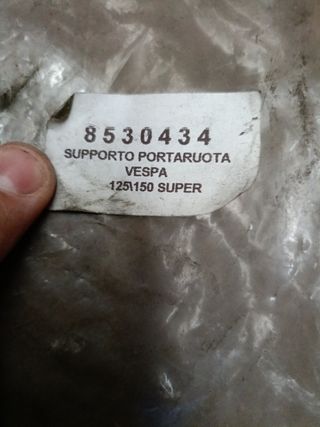 8530434
SUPPORTO PORTARUOTA
VESPA
125\150 SUPER